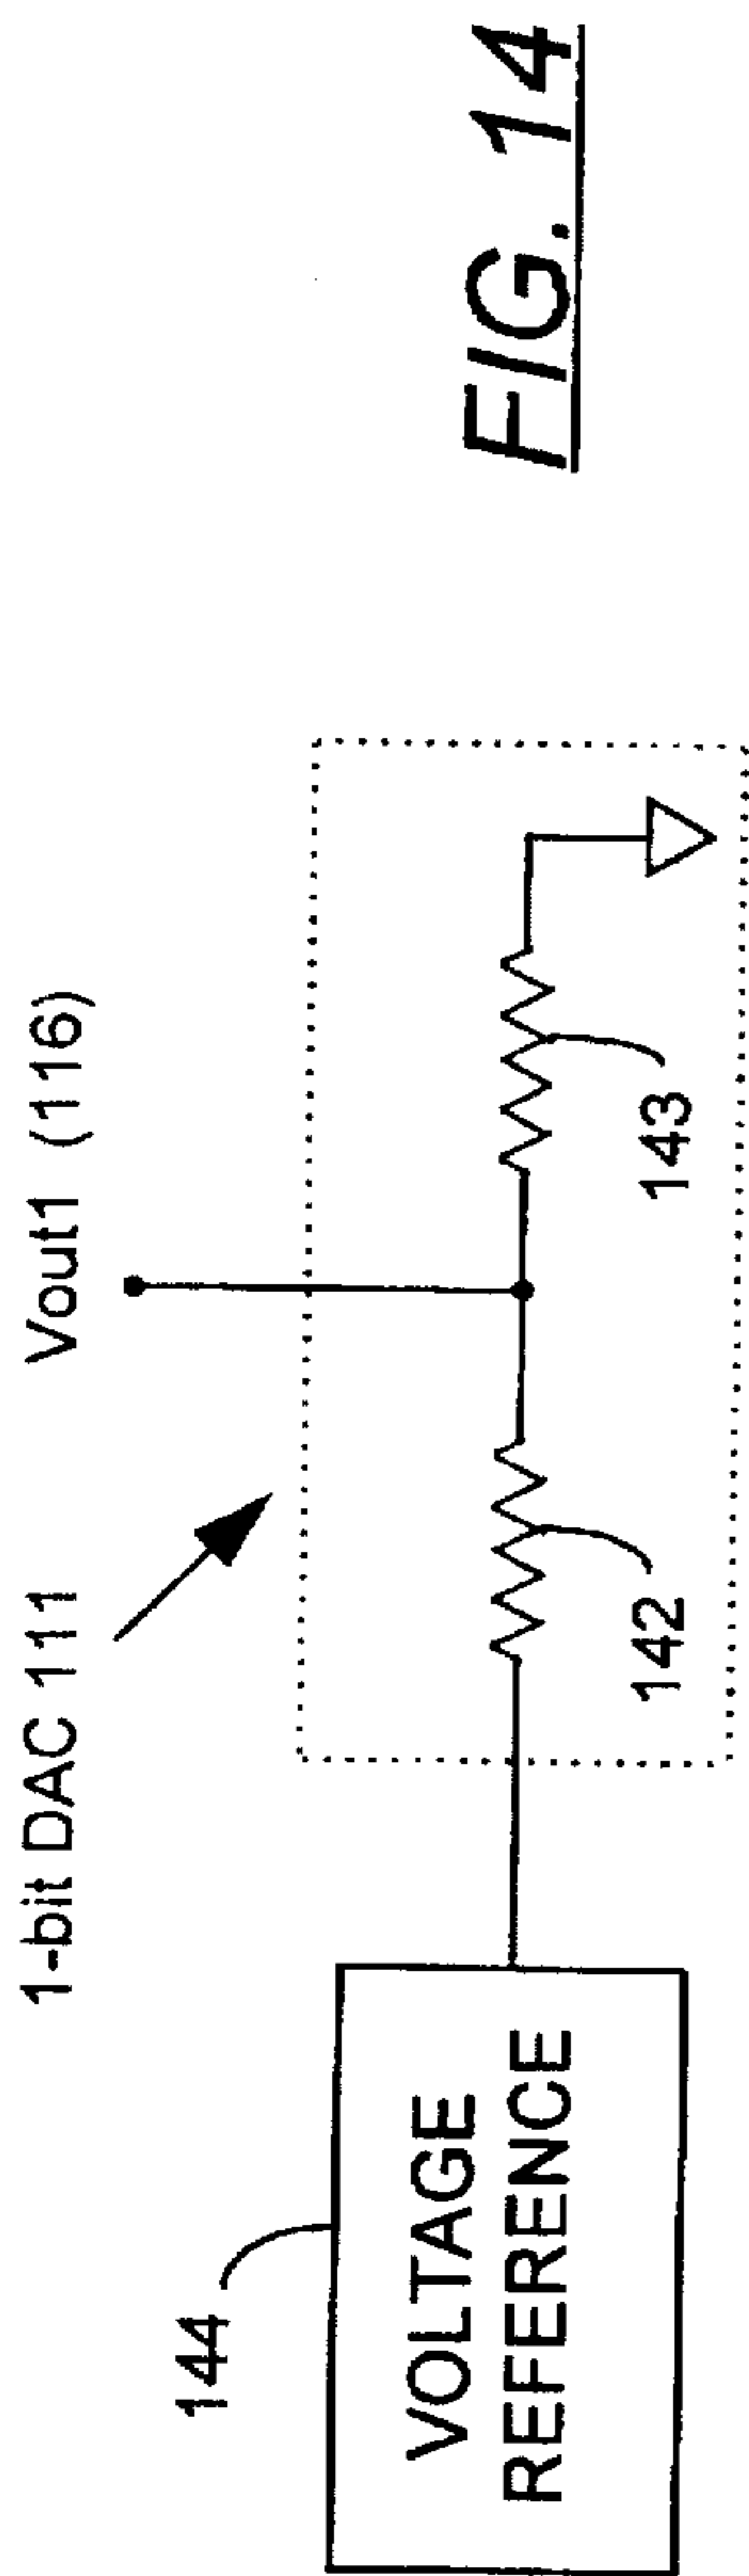 1-bit DAC 111
Vout1 (116)
144
VOLTAGE
REFERENCE
142
143
FIG. 14